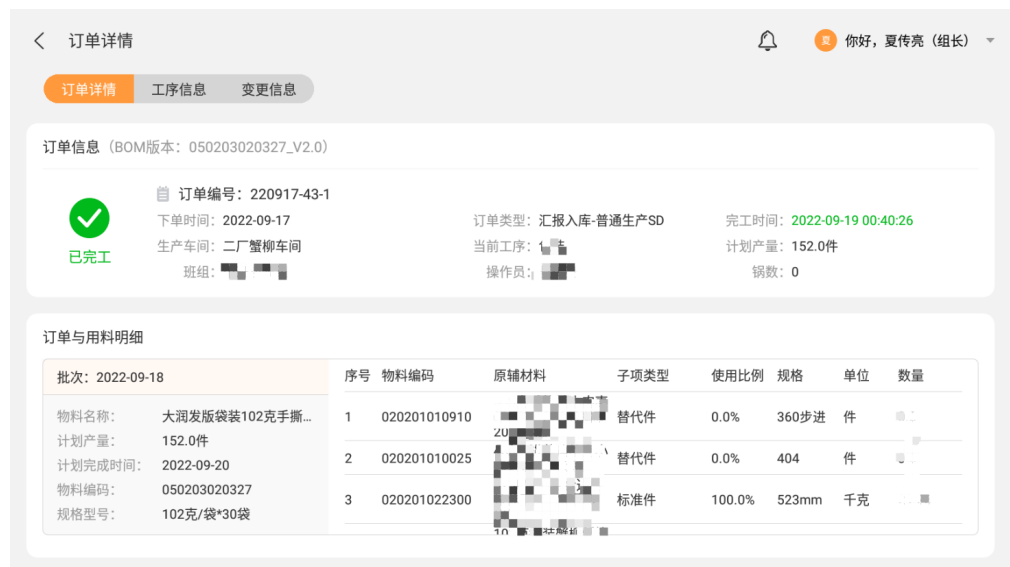 订单详情
夏 你好，夏传亮（组长）
订单详情 工序信息 变更信息
订单信息（BOM版本：050203020327_V2.0）
订单编号：220917-43-1
下单时间：2022-09-17 订单类型：汇报入库-普通生产SD 完工时间：2022-09-19 00:40:26
生产车间：二厂蟹柳车间 当前工序： 计划产量：152.0件
已完工
班组： 操作员： 锅数：0
订单与用料明细
批次：2022-09-18
物料名称： 大润发版袋装102克手撕...
计划产量： 152.0件
计划完成时间： 2022-09-20
物料编码： 050203020327
规格型号： 102克/袋*30袋
序号 物料编码 原辅材料 子项类型 使用比例 规格 单位 数量
1 020201010910 替代件 0.0% 360步进 件
2 020201010025 替代件 0.0% 404 件
3 020201022300 标准件 100.0% 523mm 千克